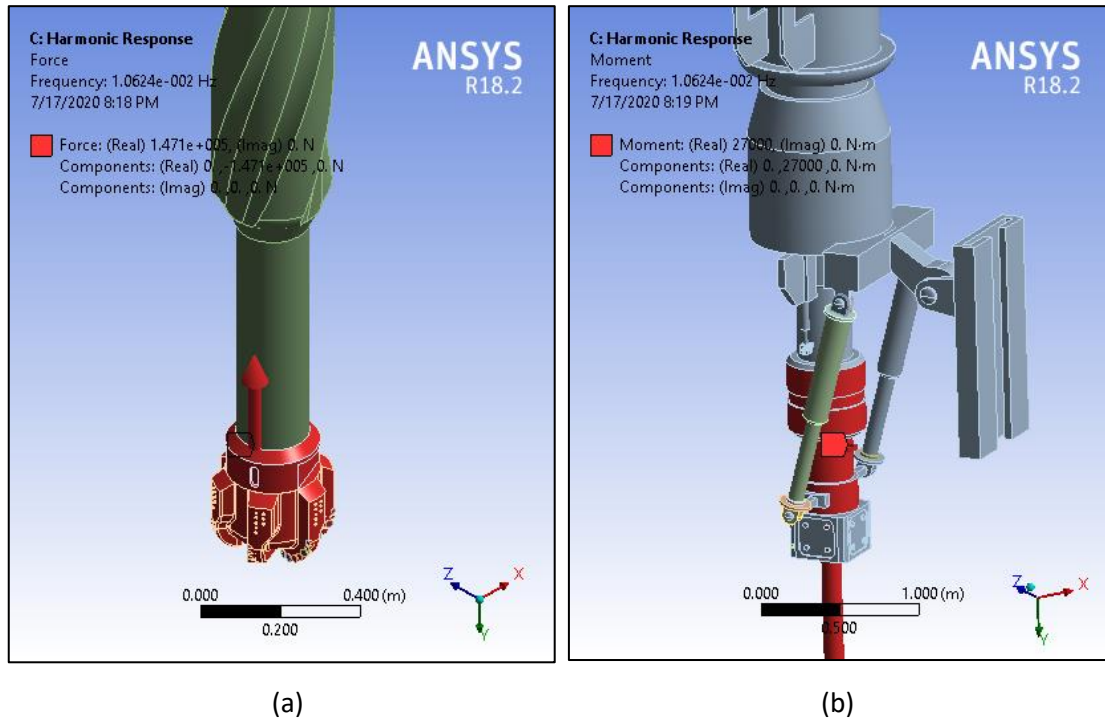 C: Harmonic Response
Force
Frequency: 1.0624e-002 Hz
7/17/2020 8:18 PM
ANSYS
R18.2
Force: (Real) 1.471e+005, (Imag) 0. N
Components: (Real) 0. ,-1.471e+005 ,0. N
Components: (Imag) 0. ,0. ,0. N
Z
X
Y
0.000
0.400 (m)
0.200
C: Harmonic Response
Moment
Frequency: 1.0624e-002 Hz
7/17/2020 8:19 PM
ANSYS
R18.2
Moment: (Real) 27000, (Imag) 0. N·m
Components: (Real) 0. ,27000 ,0. N·m
Components: (Imag) 0. ,0. ,0. N·m
Z
X
Y
0.000
1.000 (m)
0.500
(a)
(b)